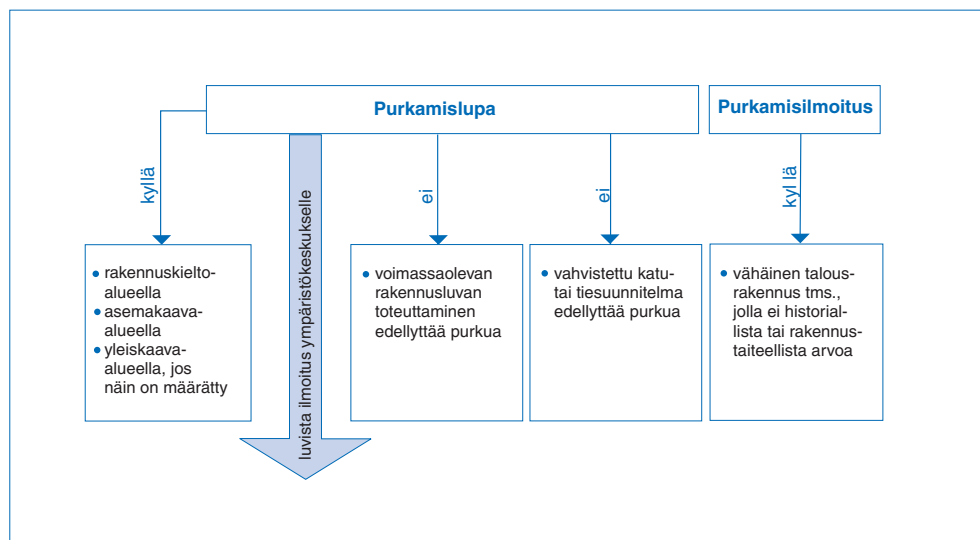 Purkamislupa
Purkamisilmoitus
kyllä
luvista ilmoitus ympäristökeskukselle
ei
ei
kyl lä
• rakennuskielto-
alueella
• asemakaava-
alueella
• yleiskaava-
alueella, jos
näin on määrätty
• voimassaolevan
rakennusluvan
toteuttaminen
edellyttää purkua
• vahvistettu katu-
tai tiesuunnitelma
edellyttää purkua
• vähäinen talous-
rakennus tms.,
jolla ei historial-
lista tai rakennus-
taiteellista arvoa